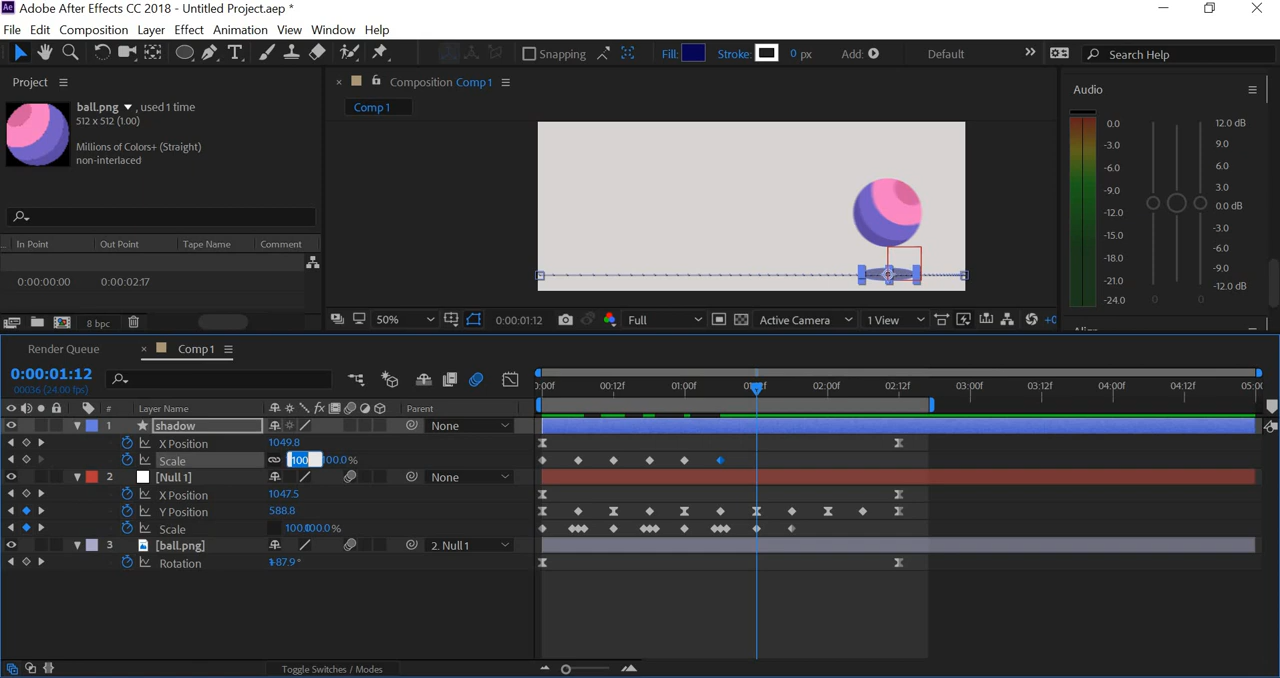 Adobe After Effects CC 2018 - Untitled Project.aep *
File Edit Composition Layer Effect Animation View Window Help
Snapping Fill: Stroke: 0 px Add: Default Search Help
Project
ball.png , used 1 time
512 x 512 (1.00)
Millions of Colors+ (Straight)
non-interlaced
In Point Out Point Tape Name Comment
0:00:00:00 0:00:02:17
8 bpc
Composition Comp 1
Comp 1
50% 0:00:01:12 Full Active Camera 1 View +0
Audio
0.0
-3.0
-6.0
-9.0
-12.0
-15.0
-18.0
-21.0
-24.0
0 0
12.0 dB
9.0
6.0
3.0
0.0 dB
-3.0
-6.0
-9.0
-12.0 dB
Render Queue Comp 1
0:00:01:12
00036 (24.00 fps)
:00F 00:12F 01:00F 02:00F 02:12F 03:00F 03:12F 04:00F 04:12F 05:0
# Layer Name Parent
1 shadow None
X Position 1049.8
Scale 100 100.0 %
2 [Null 1] None
X Position 1047.5
Y Position 588.8
Scale 100.0 100.0 %
3 [ball.png] 2. Null 1
Rotation
Toggle Switches / Modes